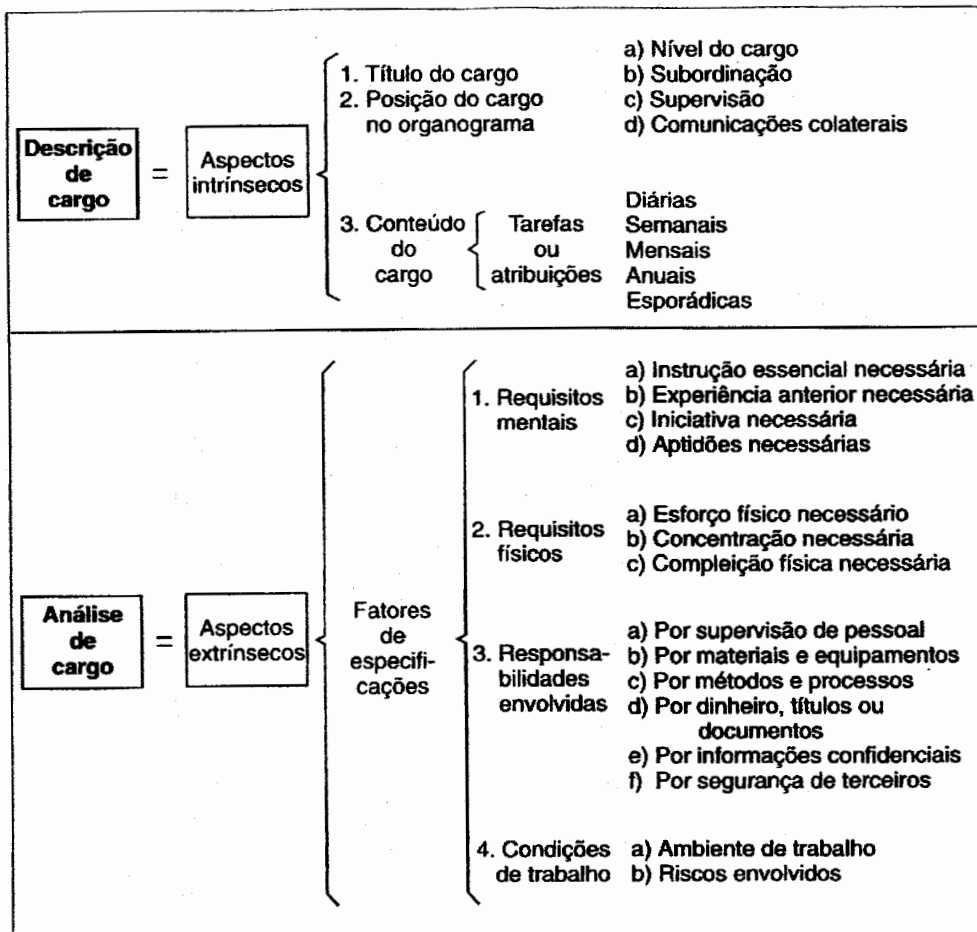 Descrição
de
cargo
=
Aspectos
intrínsecos
1. Título do cargo
2. Posição do cargo
no organograma
a) Nível do cargo
b) Subordinação
c) Supervisão
d) Comunicações colaterais
3. Conteúdo
do
cargo
Tarefas
ou
atribuições
Diárias
Semanais
Mensais
Anuais
Esporádicas
Análise
de
cargo
=
Aspectos
extrínsecos
Fatores
de
especifi-
cações
1. Requisitos
mentais
a) Instrução essencial necessária
b) Experiência anterior necessária
c) Iniciativa necessária
d) Aptidões necessárias
2. Requisitos
físicos
a) Esforço físico necessário
b) Concentração necessária
c) Compleição física necessária
3. Responsa-
bilidades
envolvidas
a) Por supervisão de pessoal
b) Por materiais e equipamentos
c) Por métodos e processos
d) Por dinheiro, títulos ou
documentos
e) Por informações confidenciais
f) Por segurança de terceiros
4. Condições
de trabalho
a) Ambiente de trabalho
b) Riscos envolvidos